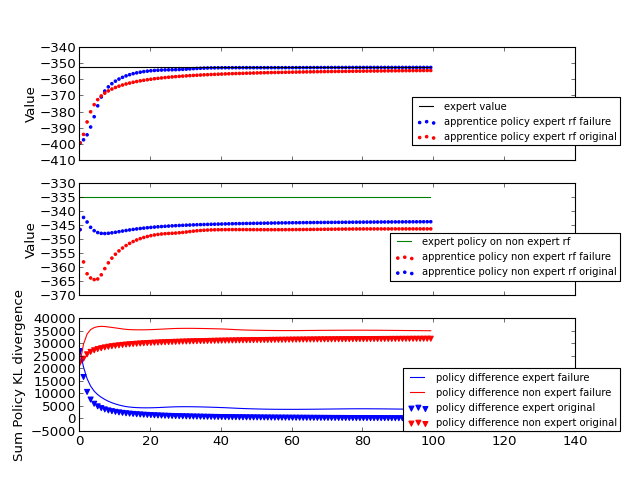 −340
−350
−360
−370
−380
−390
−400
−410
Value
expert value
apprentice policy expert rf failure
apprentice policy expert rf original
−330
−335
−340
−345
−350
−355
−360
−365
−370
Value
expert policy on non expert rf
apprentice policy non expert rf failure
apprentice policy non expert rf original
40000
35000
30000
25000
20000
15000
10000
5000
0
−5000
Sum Policy KL divergence
policy difference expert failure
policy difference non expert failure
policy difference expert original
policy difference non expert original
0 20 40 60 80 100 120 140